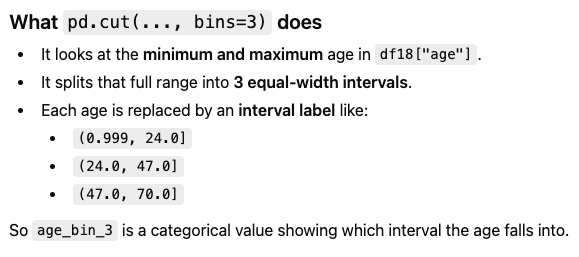 What pd.cut(..., bins=3) does
• It looks at the minimum and maximum age in df18["age"].
• It splits that full range into 3 equal-width intervals.
• Each age is replaced by an interval label like:
• (0.999, 24.0]
• (24.0, 47.0]
• (47.0, 70.0]
So age_bin_3 is a categorical value showing which interval the age falls into.